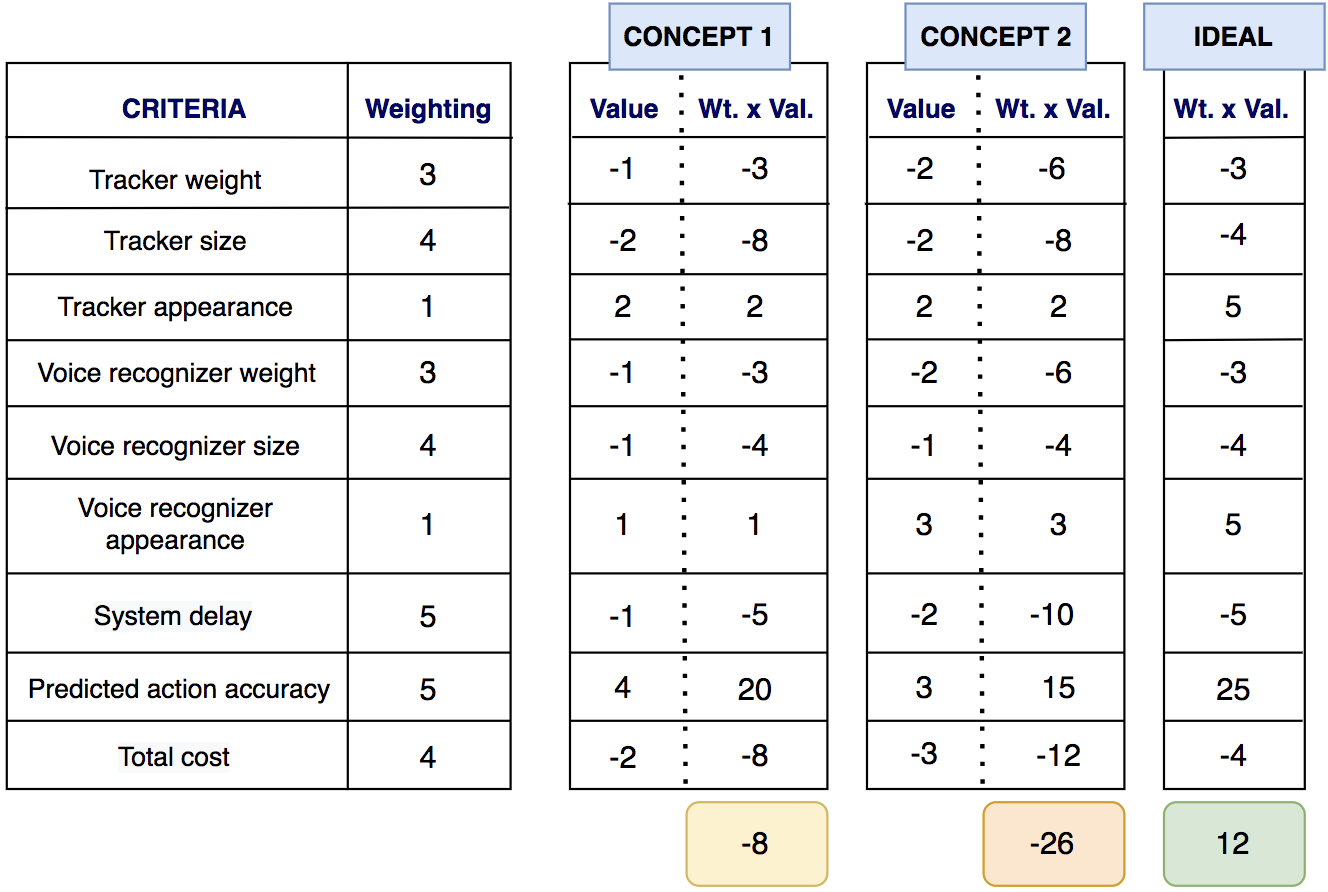 CONCEPT 1 CONCEPT 2 IDEAL
CRITERIA Weighting Value Wt. x Val. Value Wt. x Val. Wt. x Val.
Tracker weight 3 -1 -3 -2 -6 -3
Tracker size 4 -2 -8 -2 -8 -4
Tracker appearance 1 2 2 2 2 5
Voice recognizer weight 3 -1 -3 -2 -6 -3
Voice recognizer size 4 -1 -4 -1 -4 -4
Voice recognizer
appearance 1 1 1 3 3 5
System delay 5 -1 -5 -2 -10 -5
Predicted action accuracy 5 4 20 3 15 25
Total cost 4 -2 -8 -3 -12 -4
-8 -26 12